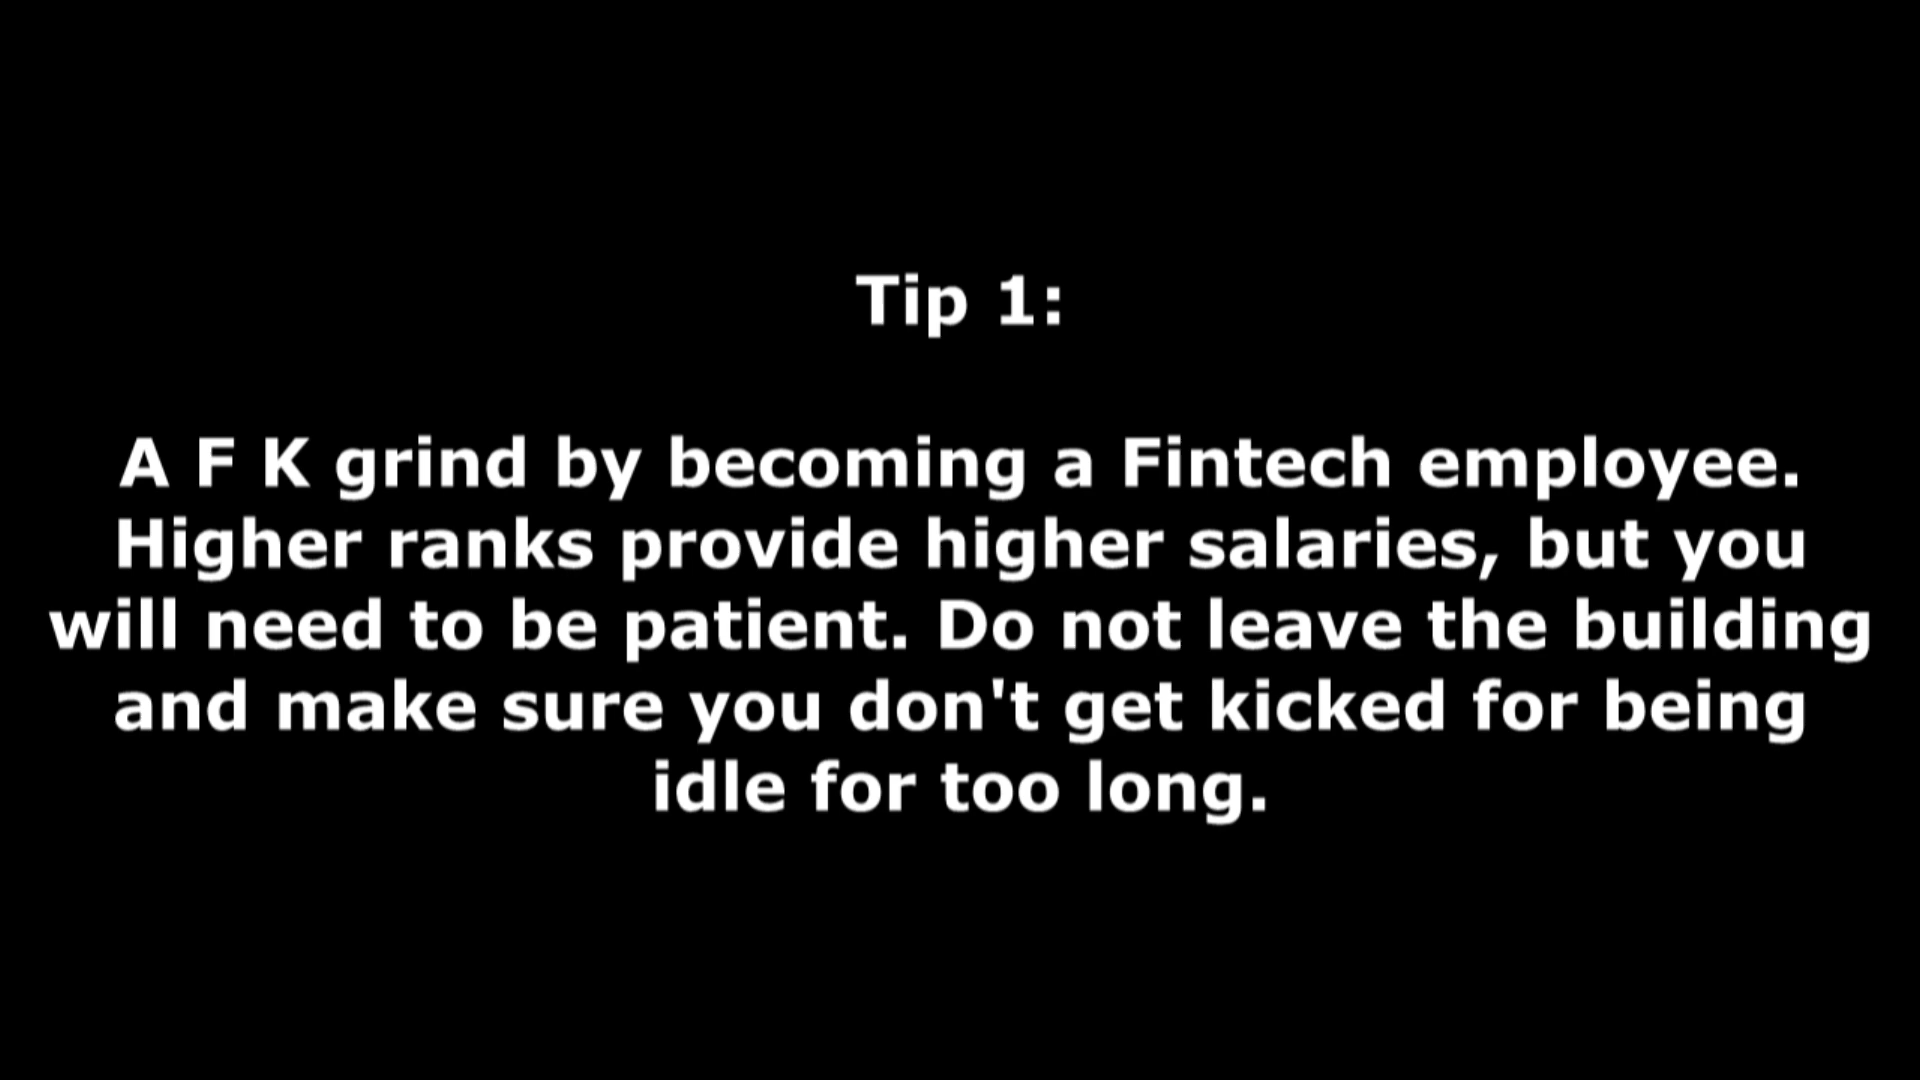 Tip 1:
A F K grind by becoming a Fintech employee.
Higher ranks provide higher salaries, but you
will need to be patient. Do not leave the building
and make sure you don't get kicked for being
idle for too long.